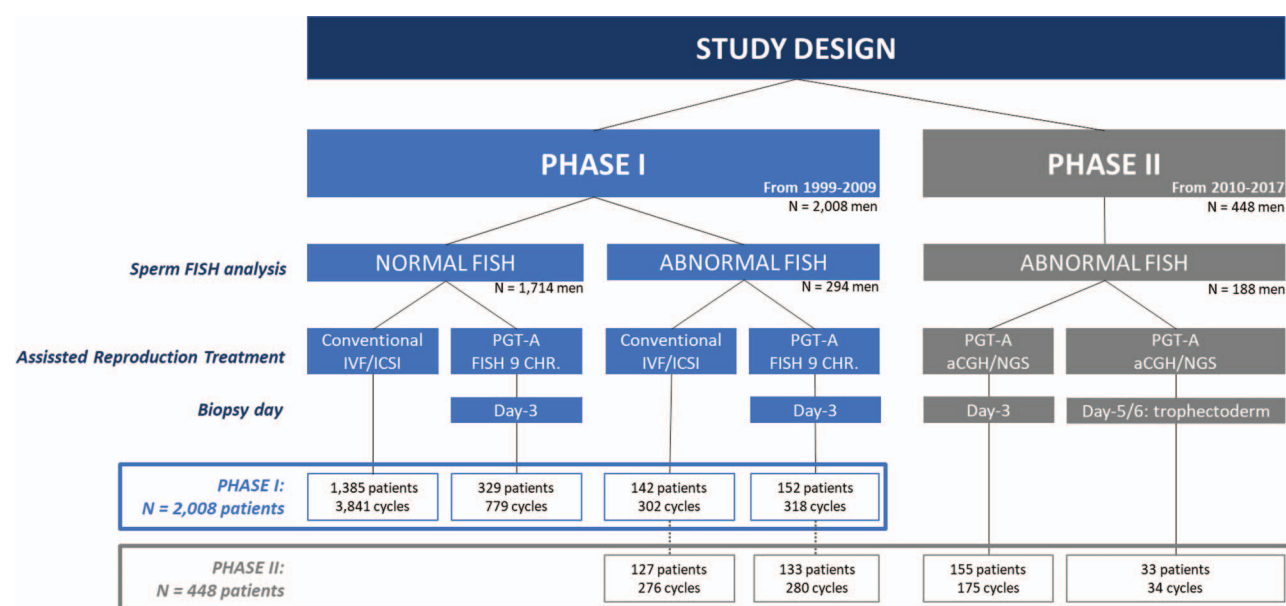 STUDY DESIGN
PHASE I
From 1999-2009
N = 2,008 men
PHASE II
From 2010-2017
N = 448 men
Sperm FISH analysis
NORMAL FISH
N = 1,714 men
ABNORMAL FISH
N = 294 men
ABNORMAL FISH
N = 188 men
Assissted Reproduction Treatment
Conventional
IVF/ICSI
PGT-A
FISH 9 CHR.
Conventional
IVF/ICSI
PGT-A
FISH 9 CHR.
PGT-A
aCGH/NGS
PGT-A
aCGH/NGS
Biopsy day
Day-3
Day-3
Day-3
Day-5/6: trophectoderm
PHASE I:
N = 2,008 patients
1,385 patients
3,841 cycles
329 patients
779 cycles
142 patients
302 cycles
152 patients
318 cycles
PHASE II:
N = 448 patients
127 patients
276 cycles
133 patients
280 cycles
155 patients
175 cycles
33 patients
34 cycles